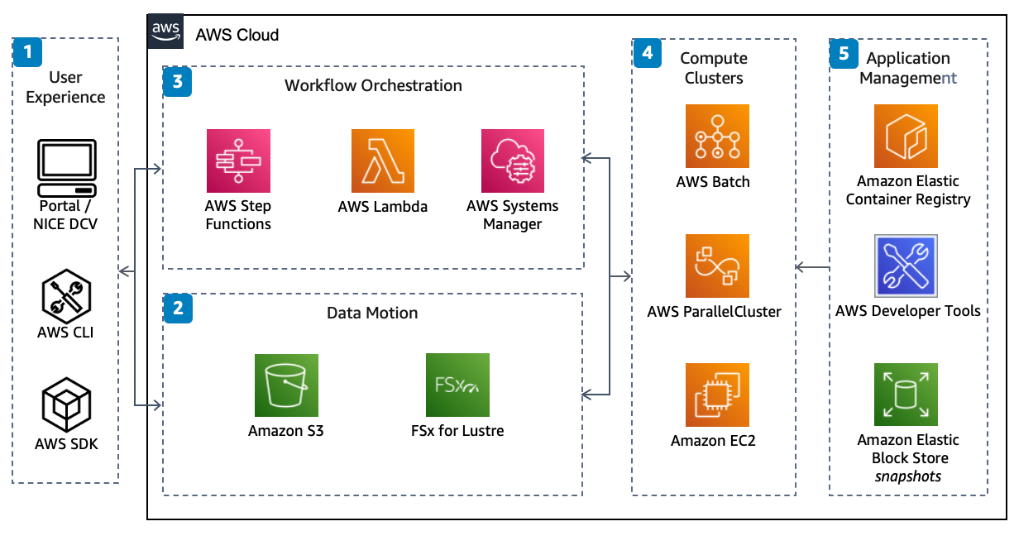 aws
AWS Cloud
1
User
Experience
Portal /
NICE DCV
AWS CLI
AWS SDK
3
Workflow Orchestration
AWS Step
Functions
AWS Lambda
AWS Systems
Manager
2
Data Motion
Amazon S3
FSx
FSx for Lustre
4
Compute
Clusters
AWS Batch
AWS ParallelCluster
Amazon EC2
5
Application
Management
Amazon Elastic
Container Registry
AWS Developer Tools
Amazon Elastic
Block Store
snapshots